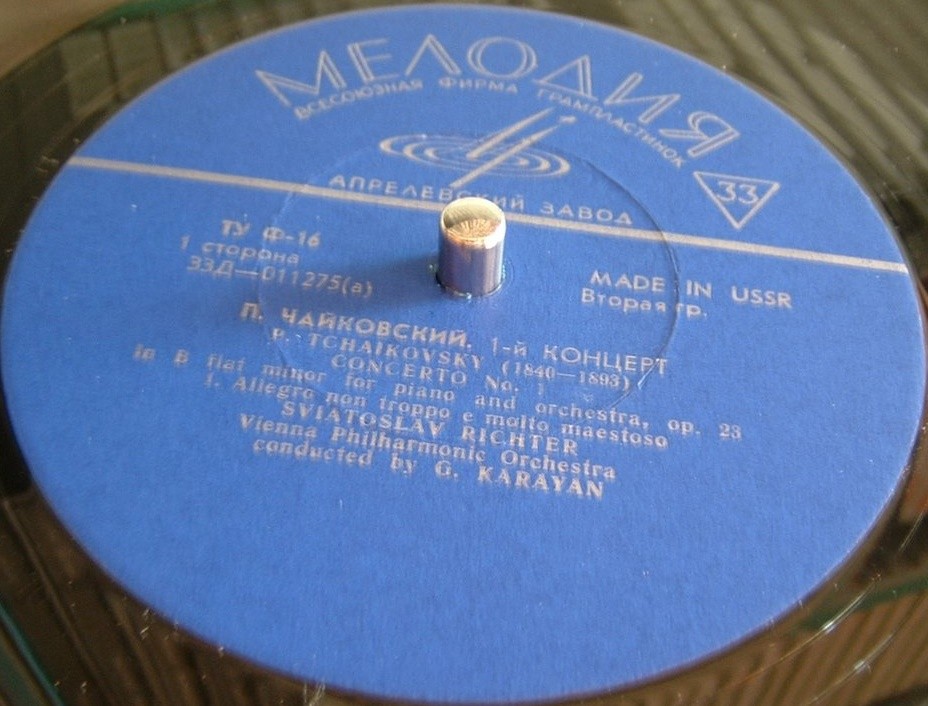 МЕЛОДИЯ
ВСЕСОЮЗНАЯ ФИРМА ГРАМПЛАСТИНОК
33
АПРЕЛЕВСКИЙ ЗАВОД
ТУ Ф-16
1 сторона
33Д—011275(а)
MADE IN USSR
Вторая гр.
П. ЧАЙКОВСКИЙ. 1-й КОНЦЕРТ
P. TCHAIKOVSKY (1840—1893)
CONCERTO No. 1
in B flat minor for piano and orchestra, op. 23
I. Allegro non troppo e molto maestoso
SVIATOSLAV RICHTER
Vienna Philharmonic Orchestra
conducted by G. KARAYAN